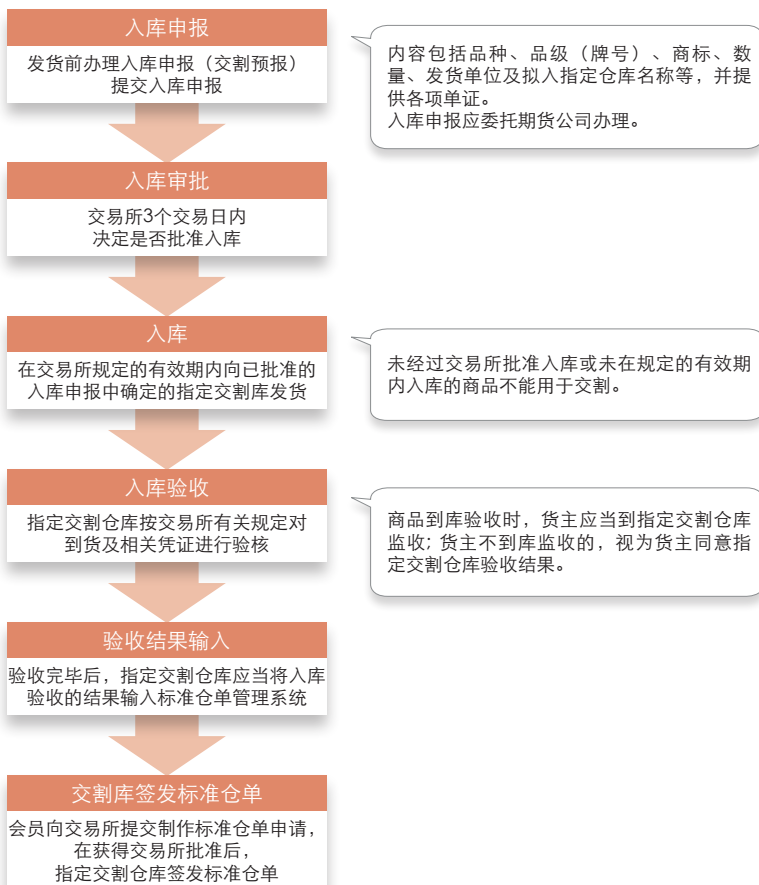 入库申报
发货前办理入库申报（交割预报）
提交入库申报
内容包括品种、品级（牌号）、商标、数
量、发货单位及拟入指定仓库名称等，并提
供各项单证。
入库申报应委托期货公司办理。
入库审批
交易所3个交易日内
决定是否批准入库
入库
在交易所规定的有效期内向已批准的
入库申报中确定的指定交割库发货
未经过交易所批准入库或未在规定的有效期
内入库的商品不能用于交割。
入库验收
指定交割仓库按交易所有关规定对
到货及相关凭证进行验核
商品到库验收时，货主应当到指定交割仓库
监收；货主不到库监收的，视为货主同意指
定交割仓库验收结果。
验收结果输入
验收完毕后，指定交割仓库应当将入库
验收的结果输入标准仓单管理系统
交割库签发标准仓单
会员向交易所提交制作标准仓单申请，
在获得交易所批准后，
指定交割仓库签发标准仓单